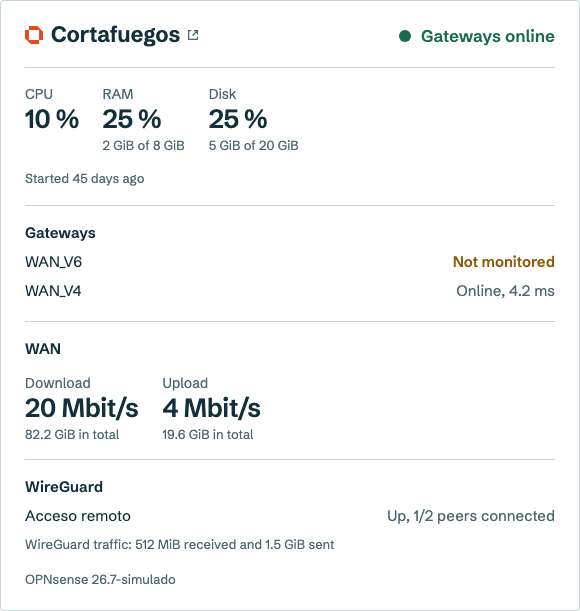 Cortafuegos
Gateways online
CPU RAM Disk
10 % 25 % 25 %
2 GiB of 8 GiB 5 GiB of 20 GiB
Started 45 days ago
Gateways
WAN_V6 Not monitored
WAN_V4 Online, 4.2 ms
WAN
Download Upload
20 Mbit/s 4 Mbit/s
82.2 GiB in total 19.6 GiB in total
WireGuard
Acceso remoto Up, 1/2 peers connected
WireGuard traffic: 512 MiB received and 1.5 GiB sent
OPNsense 26.7-simulado